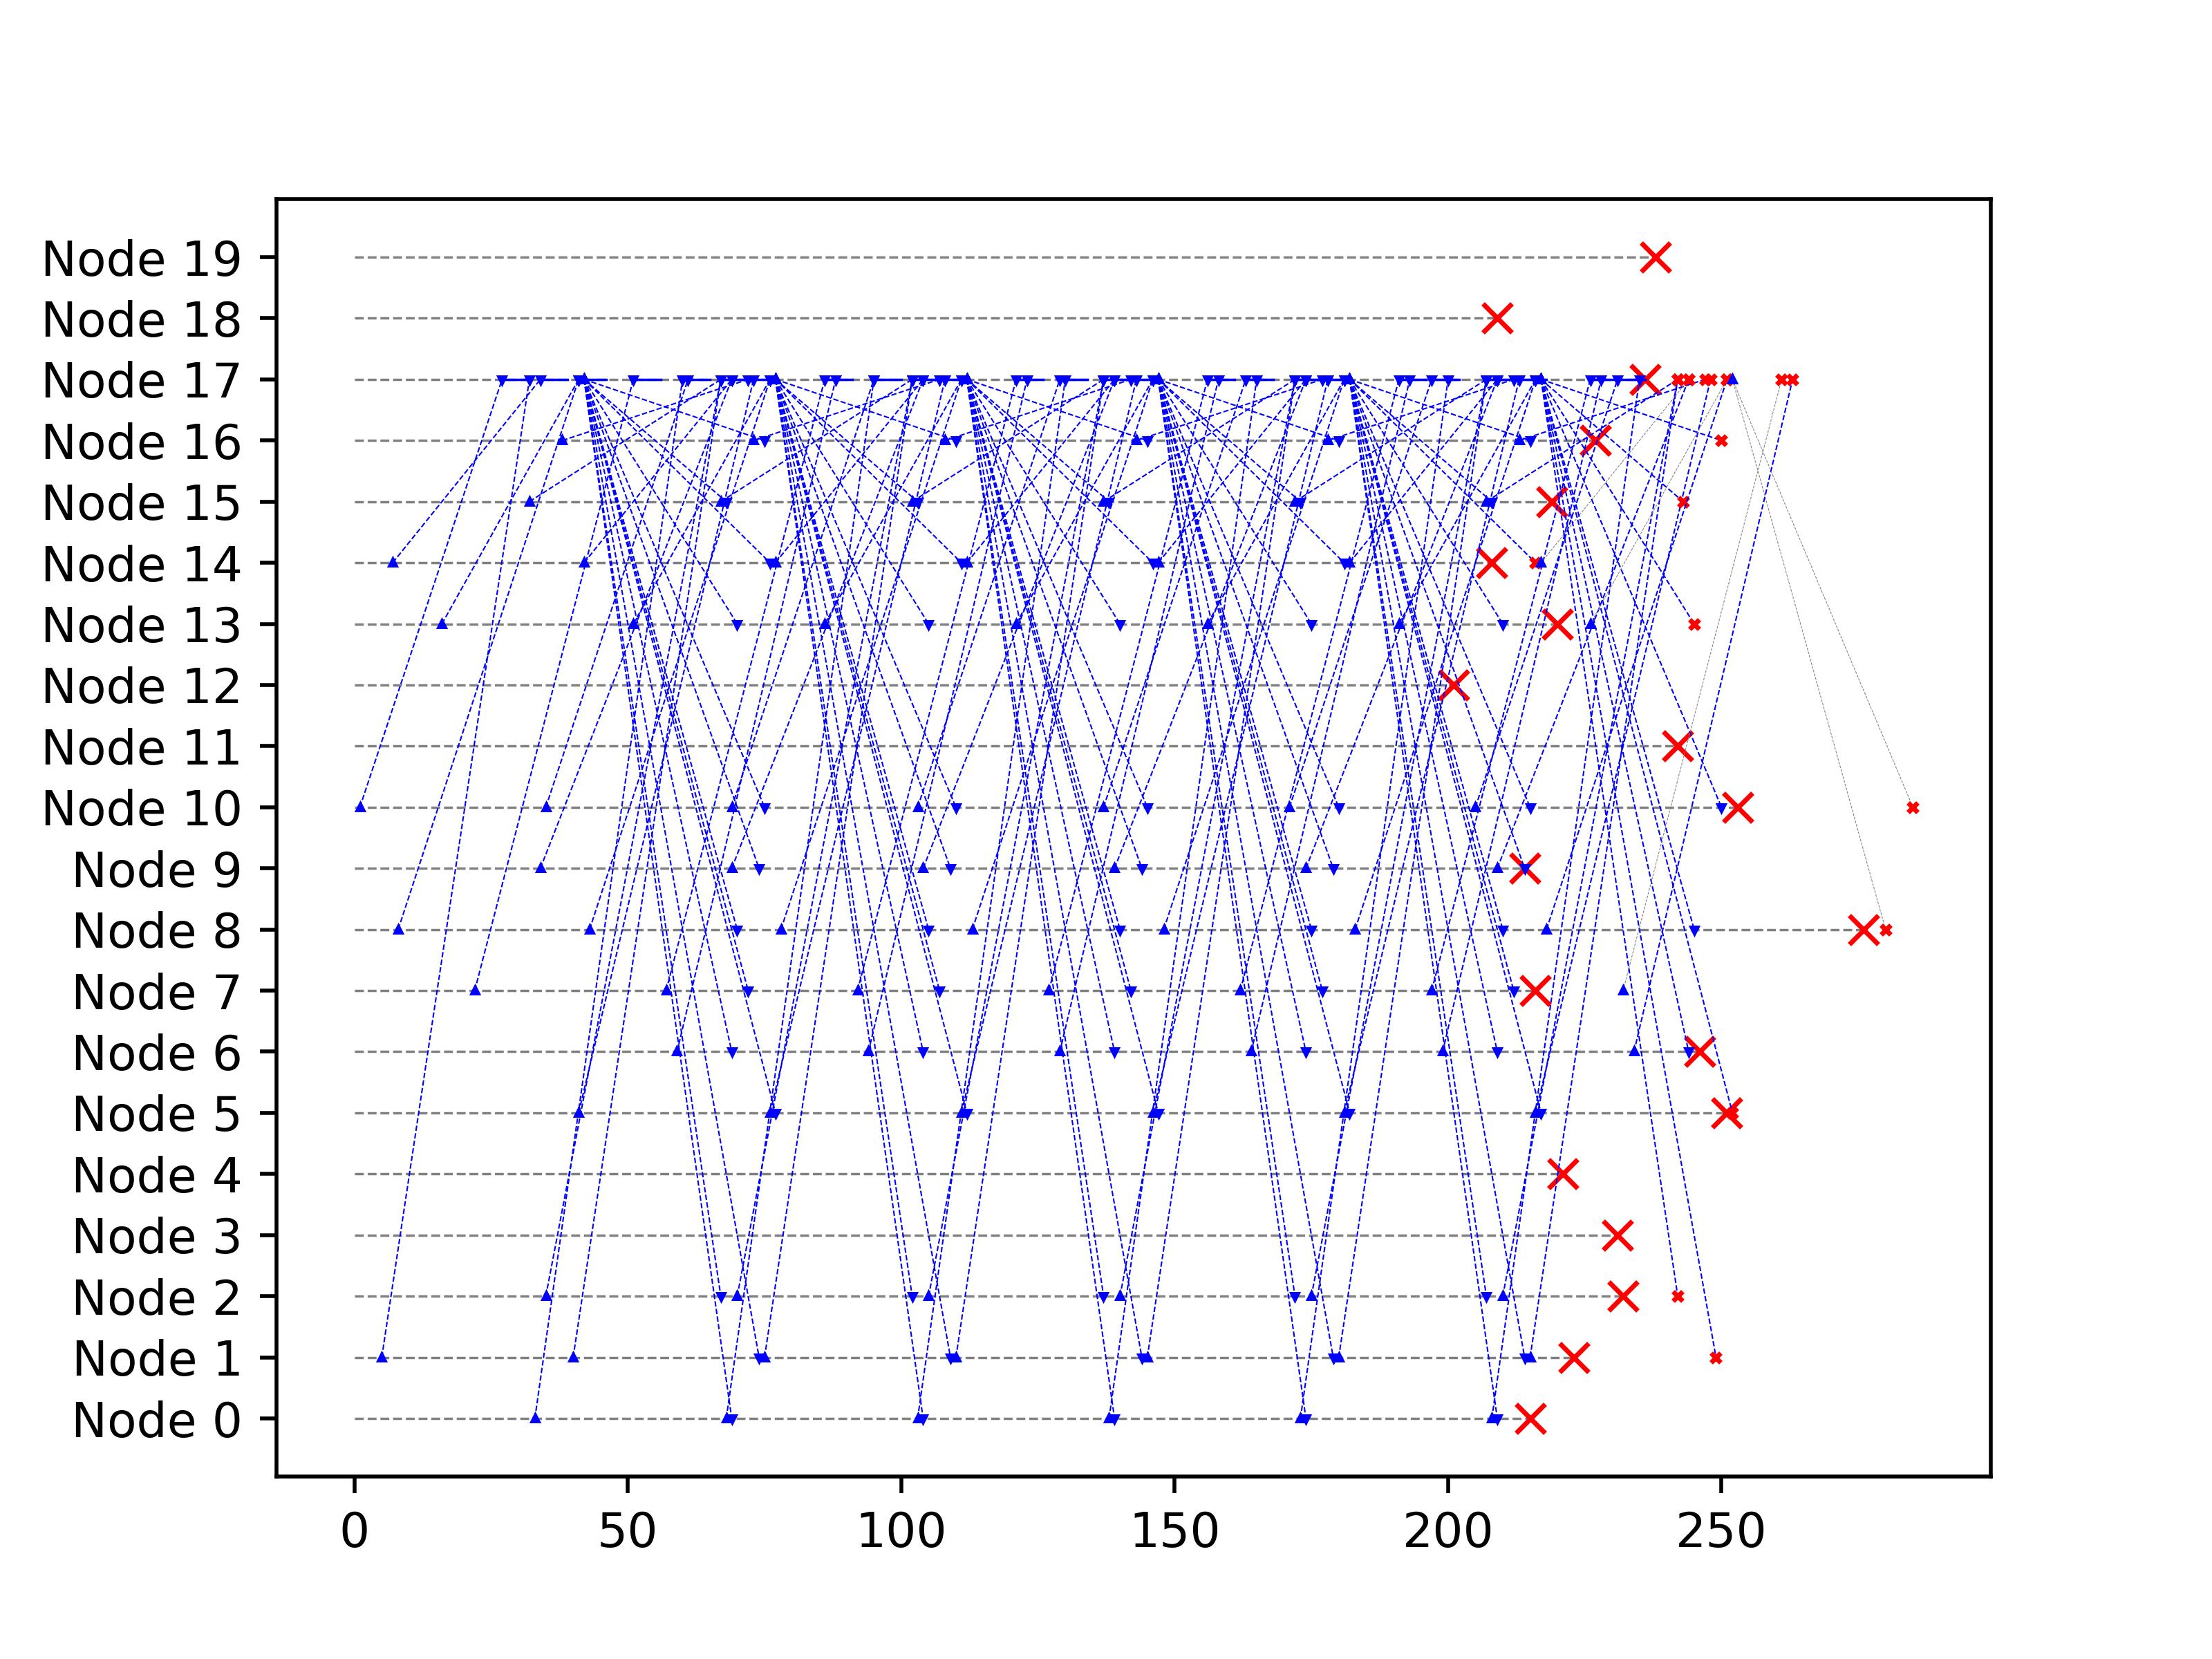 Node 19
Node 18
Node 17
Node 16
Node 15
Node 14
Node 13
Node 12
Node 11
Node 10
Node 9
Node 8
Node 7
Node 6
Node 5
Node 4
Node 3
Node 2
Node 1
Node 0
0 50 100 150 200 250